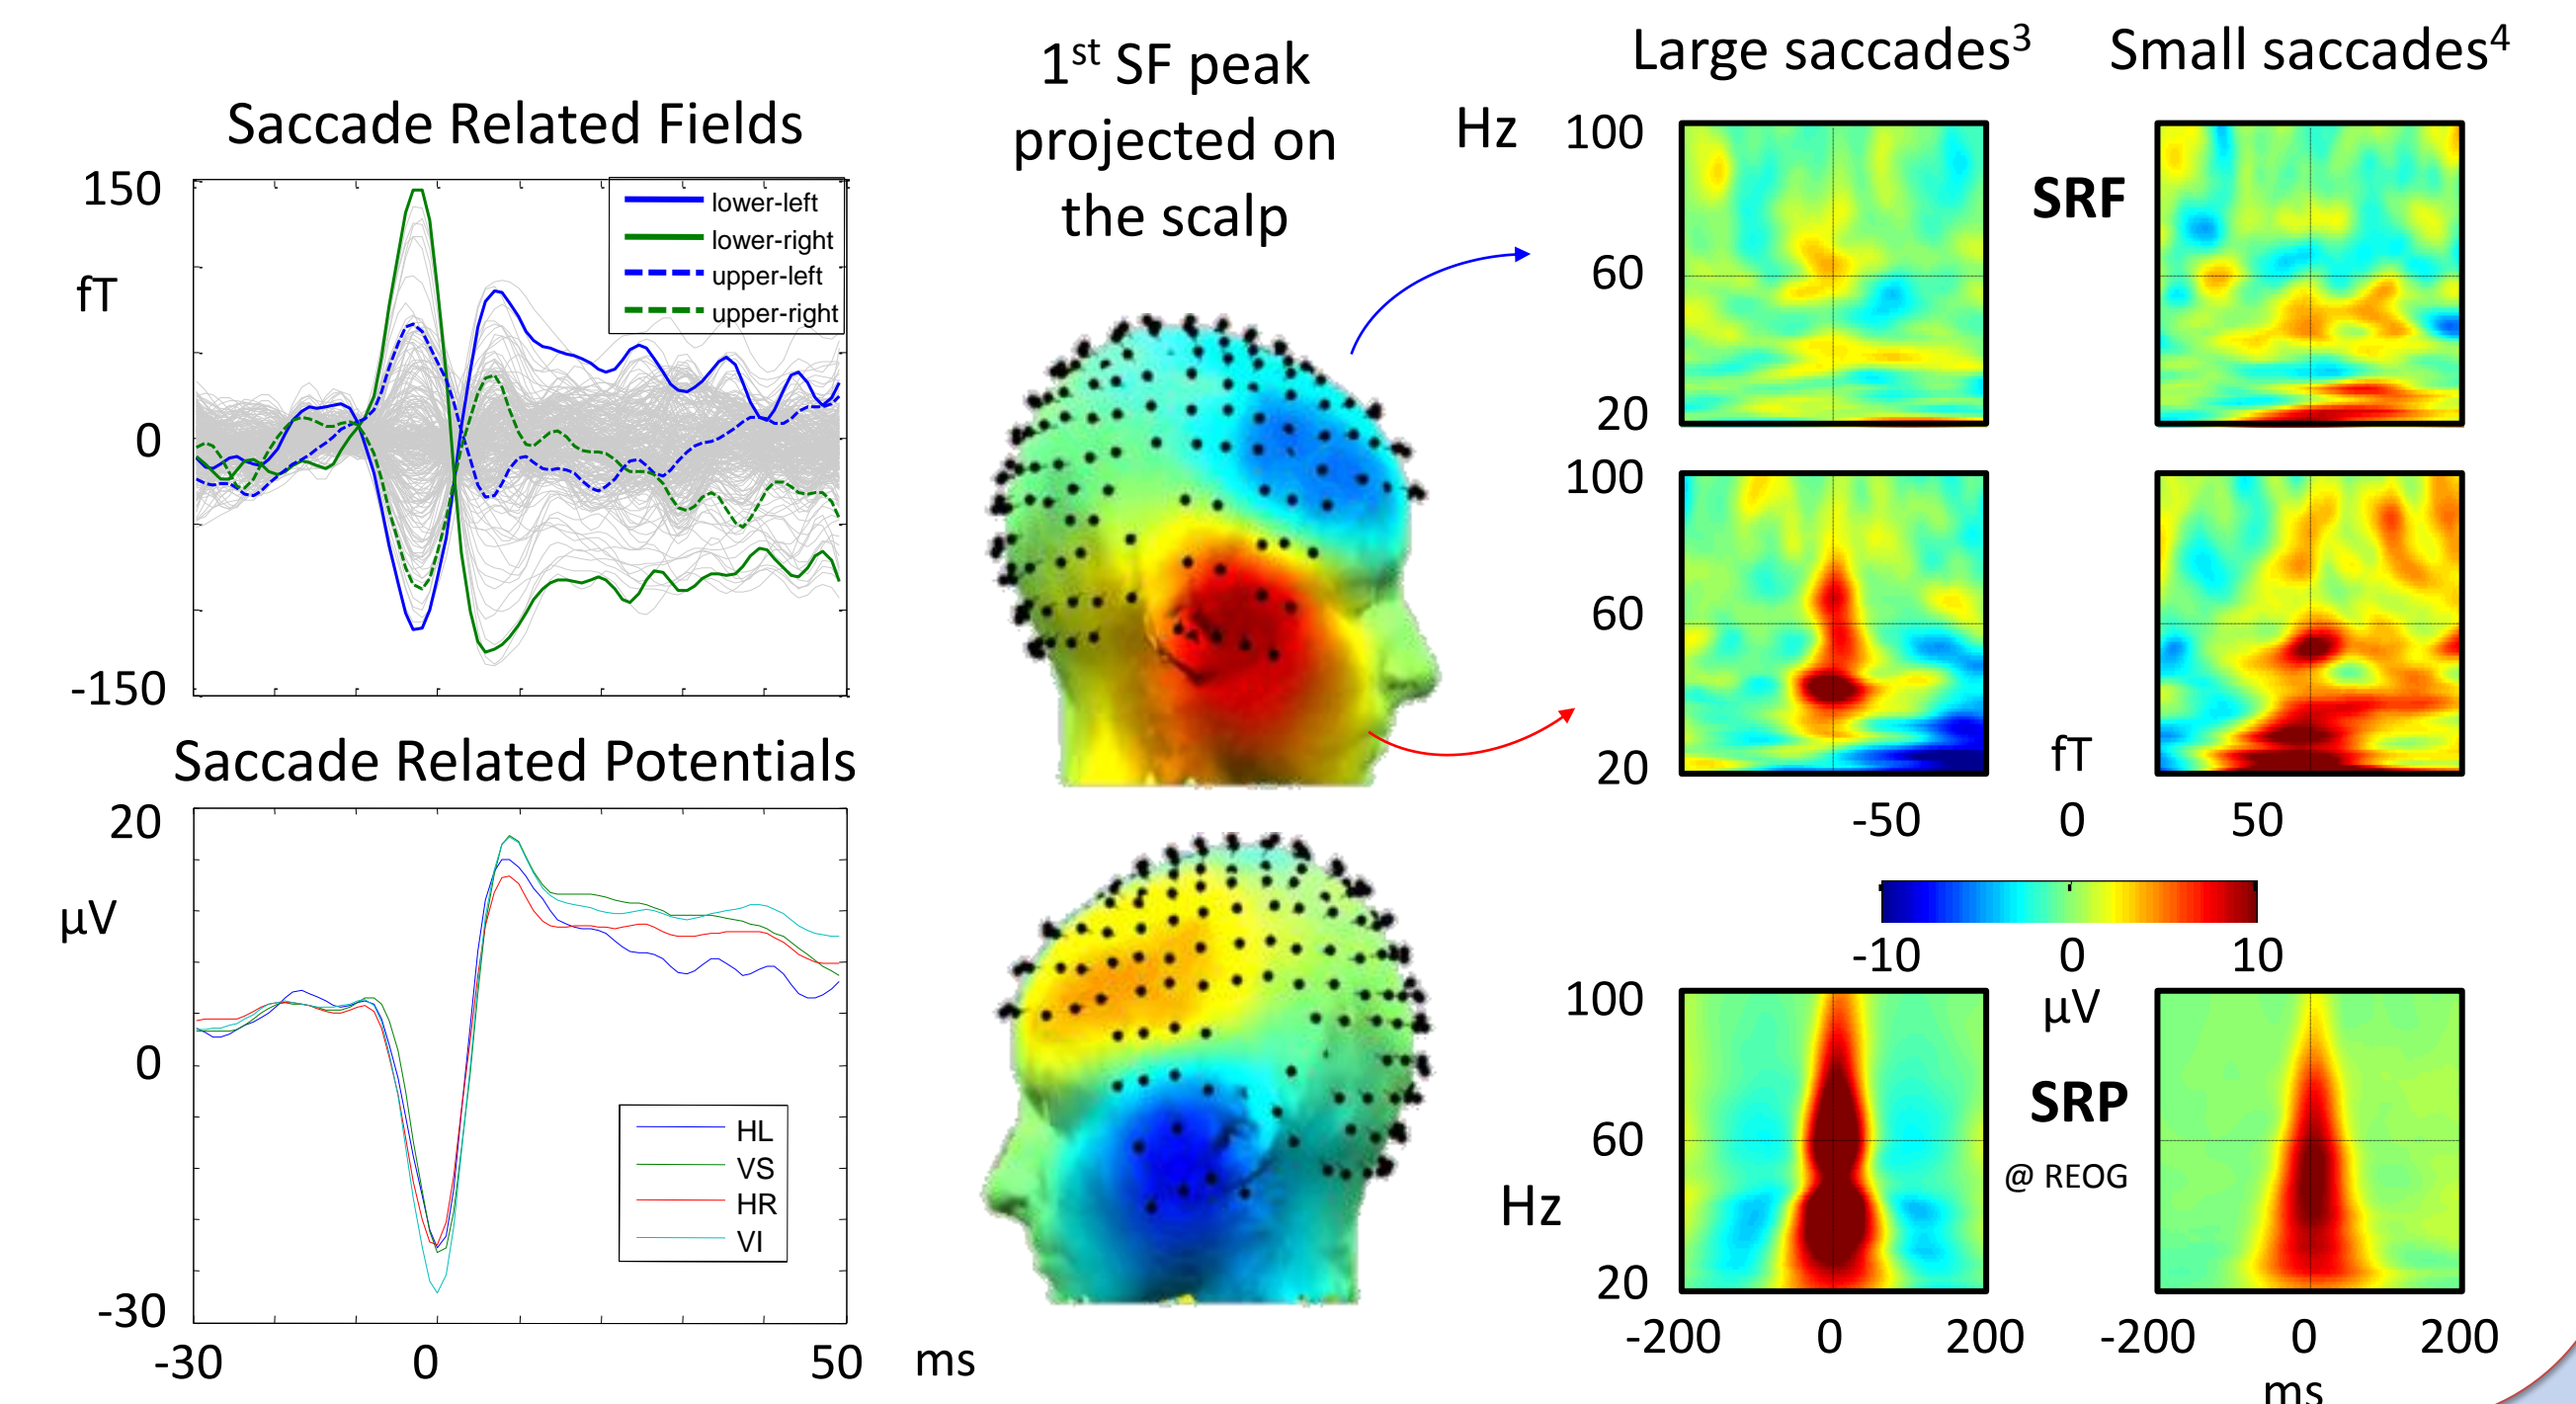 Saccade Related Fields
150
fT
0
-150
lower-left
lower-right
upper-left
upper-right
Saccade Related Potentials
20
µV
0
-30
-30
0
50
ms
HL
VS
HR
VI
1st SF peak
projected on
the scalp
Large saccades3
Small saccades4
Hz
100
60
20
SRF
100
60
20
fT
-50
0
50
-10
0
10
µV
100
60
20
SRP
@ REOG
Hz
-200
0
200
-200
0
200
ms